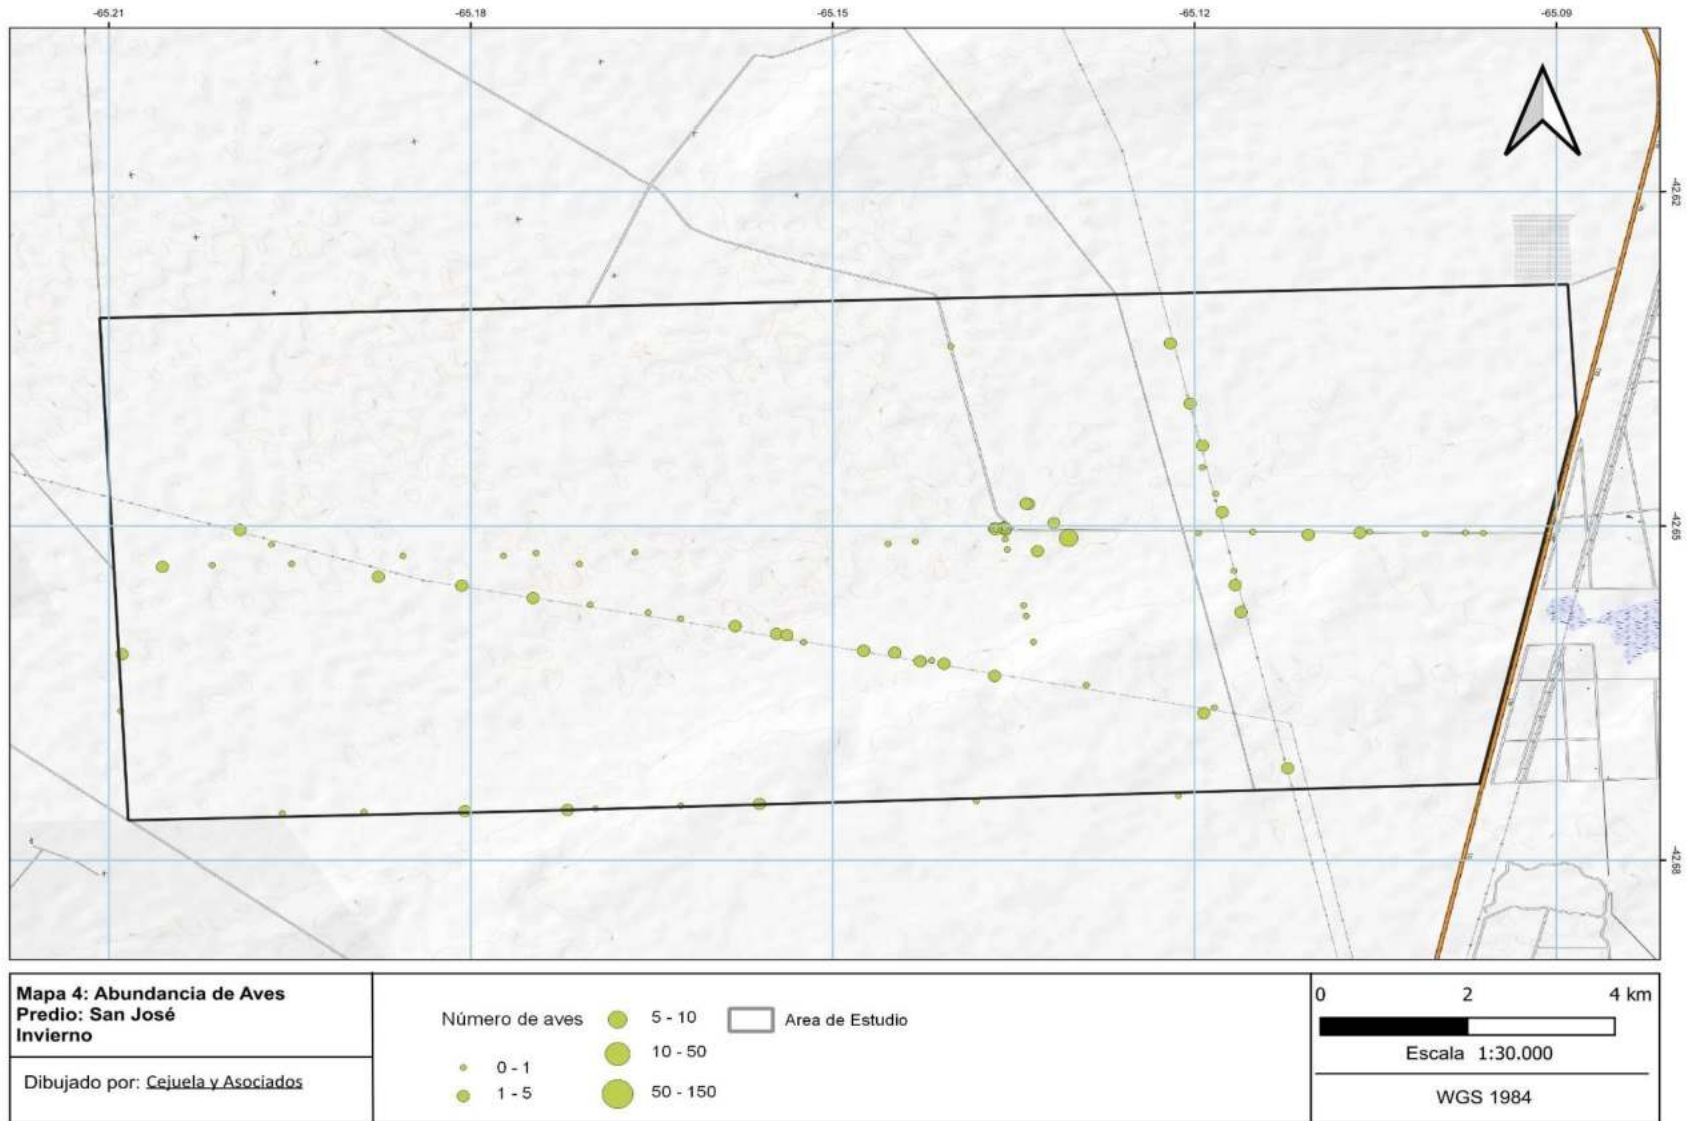 -65.21 -65.18 -65.15 -65.12 -65.09
-42.62
-42.65
-42.68
Mapa 4: Abundancia de Aves
Predio: San José
Invierno
Dibujado por: Cejuela y Asociados
Número de aves
0 - 1
1 - 5
5 - 10
10 - 50
50 - 150
Area de Estudio
0 2 4 km
Escala 1:30.000
WGS 1984